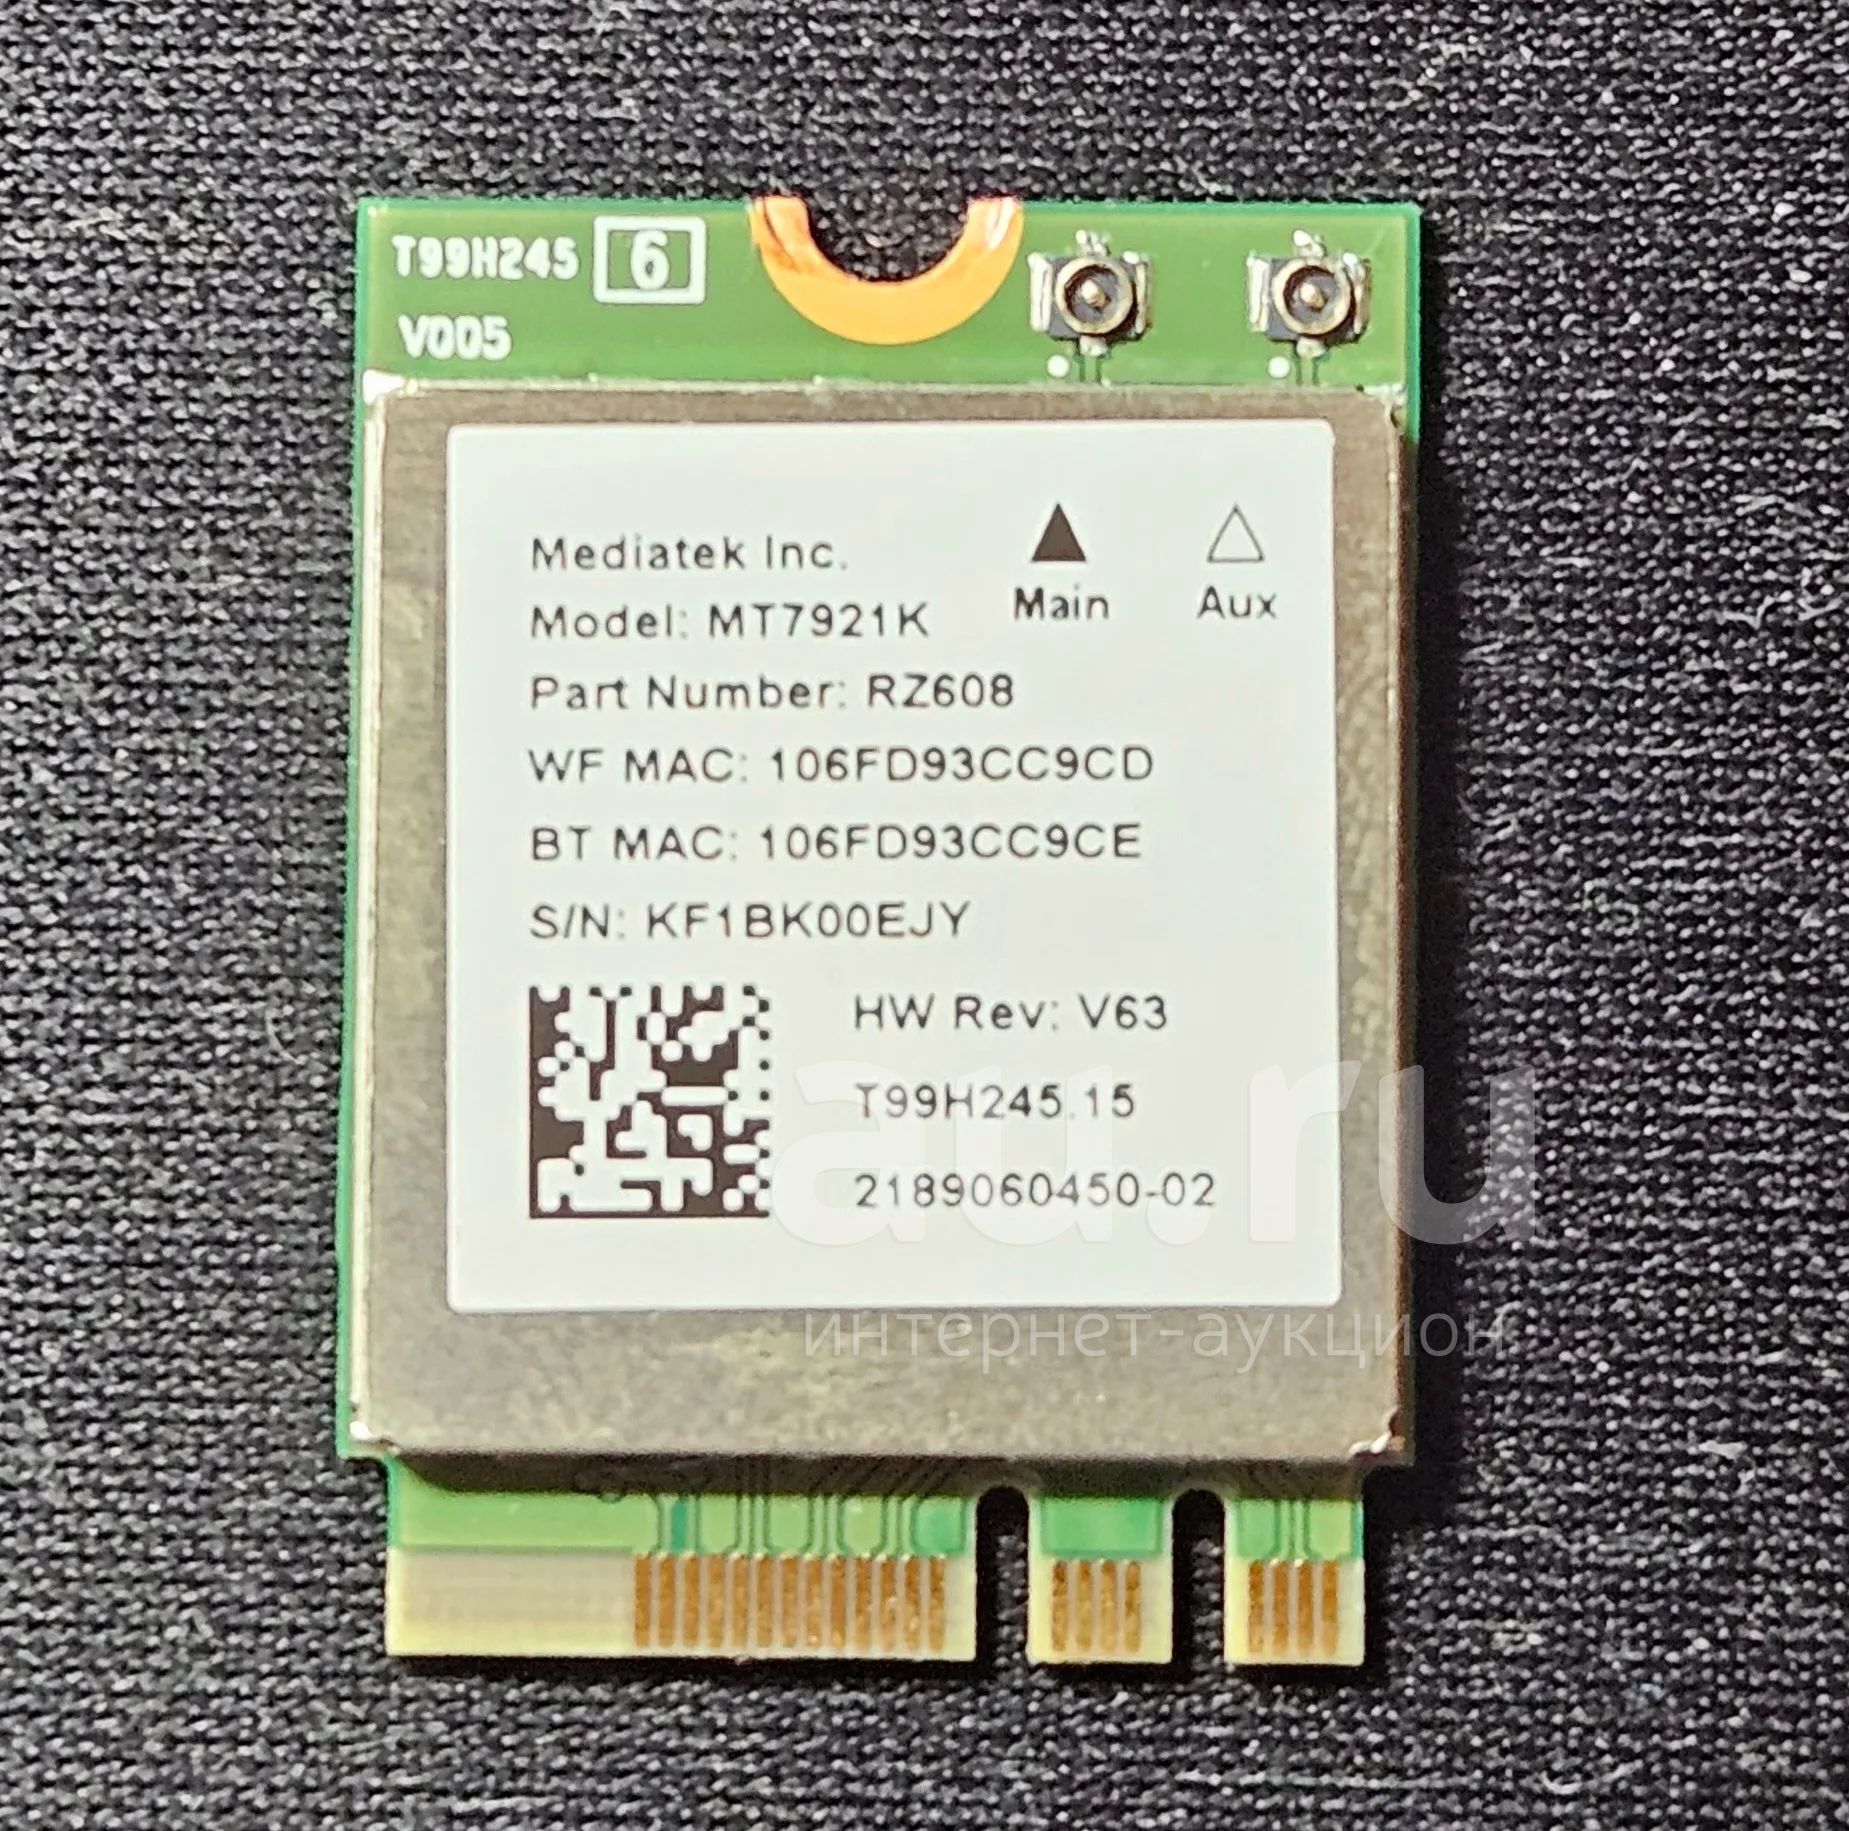 T99H245 6
V005
Mediatek Inc.
Model: MT7921K
Main Aux
Part Number: RZ608
WF MAC: 106FD93CC9CD
BT MAC: 106FD93CC9CE
S/N: KF1BK00EJY
HW Rev: V63
T99H245.15
2189060450-02
au.ru
интернет-аукцион